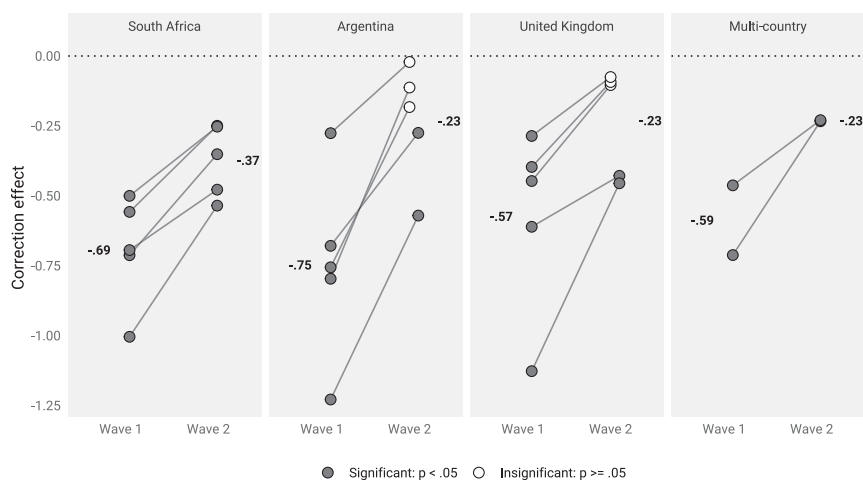 South Africa Argentina United Kingdom Multi-country
0.00
-0.25
-0.50
-0.75
-1.00
-1.25
Correction effect
-.69 -.37
-.75 -.23
-.57 -.23
-.59 -.23
Wave 1 Wave 2 Wave 1 Wave 2 Wave 1 Wave 2 Wave 1 Wave 2
Significant: p < .05 Insignificant: p >= .05